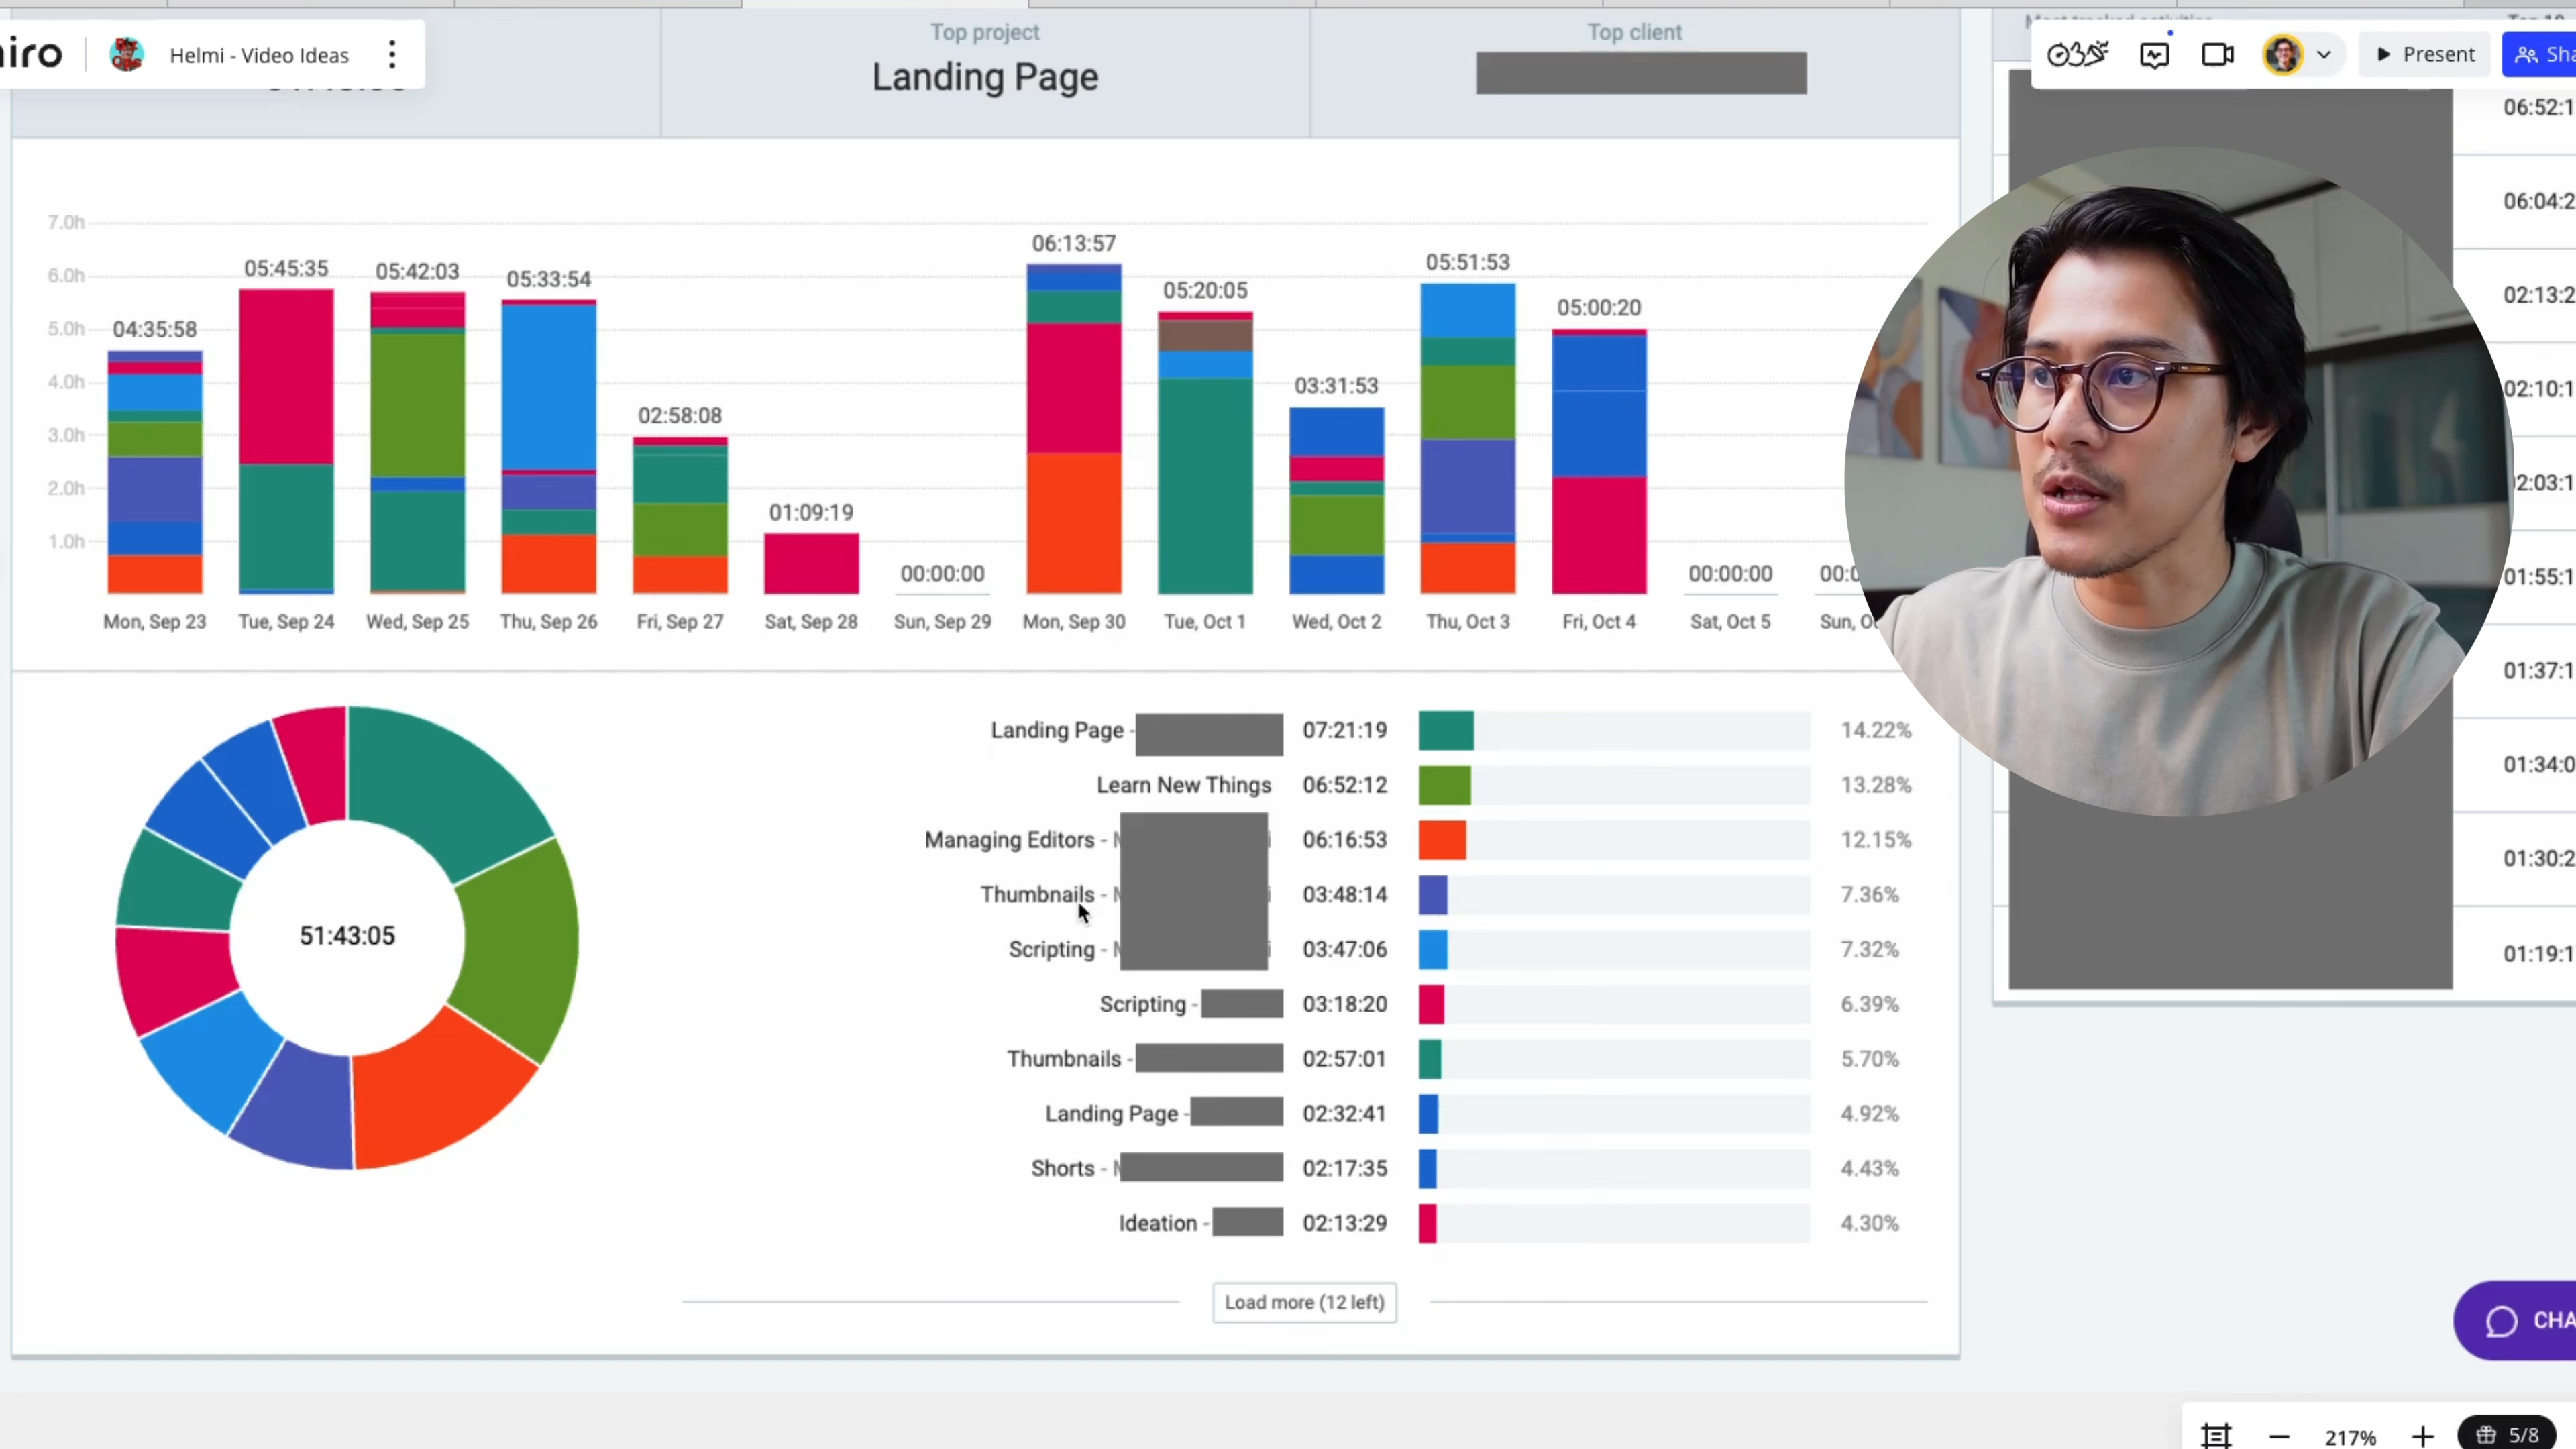 Helmi - Video Ideas
Top project
Landing Page
Top client
Present
7.0h
6.0h
5.0h
4.0h
3.0h
2.0h
1.0h
04:35:58
05:45:35
05:42:03
05:33:54
02:58:08
01:09:19
00:00:00
06:13:57
05:20:05
03:31:53
05:51:53
05:00:20
00:00:00
Mon, Sep 23
Tue, Sep 24
Wed, Sep 25
Thu, Sep 26
Fri, Sep 27
Sat, Sep 28
Sun, Sep 29
Mon, Sep 30
Tue, Oct 1
Wed, Oct 2
Thu, Oct 3
Fri, Oct 4
Sat, Oct 5
Sun,
51:43:05
Landing Page - 07:21:19 14.22%
Learn New Things 06:52:12 13.28%
Managing Editors - 06:16:53 12.15%
Thumbnails - 03:48:14 7.36%
Scripting - 03:47:06 7.32%
Scripting - 03:18:20 6.39%
Thumbnails - 02:57:01 5.70%
Landing Page - 02:32:41 4.92%
Shorts - 02:17:35 4.43%
Ideation - 02:13:29 4.30%
Load more (12 left)
06:52:1
06:04:2
02:13:2
02:10:1
2:03:1
01:55:1
01:37:1
01:34:0
01:30:2
01:19:1
217%
5/8